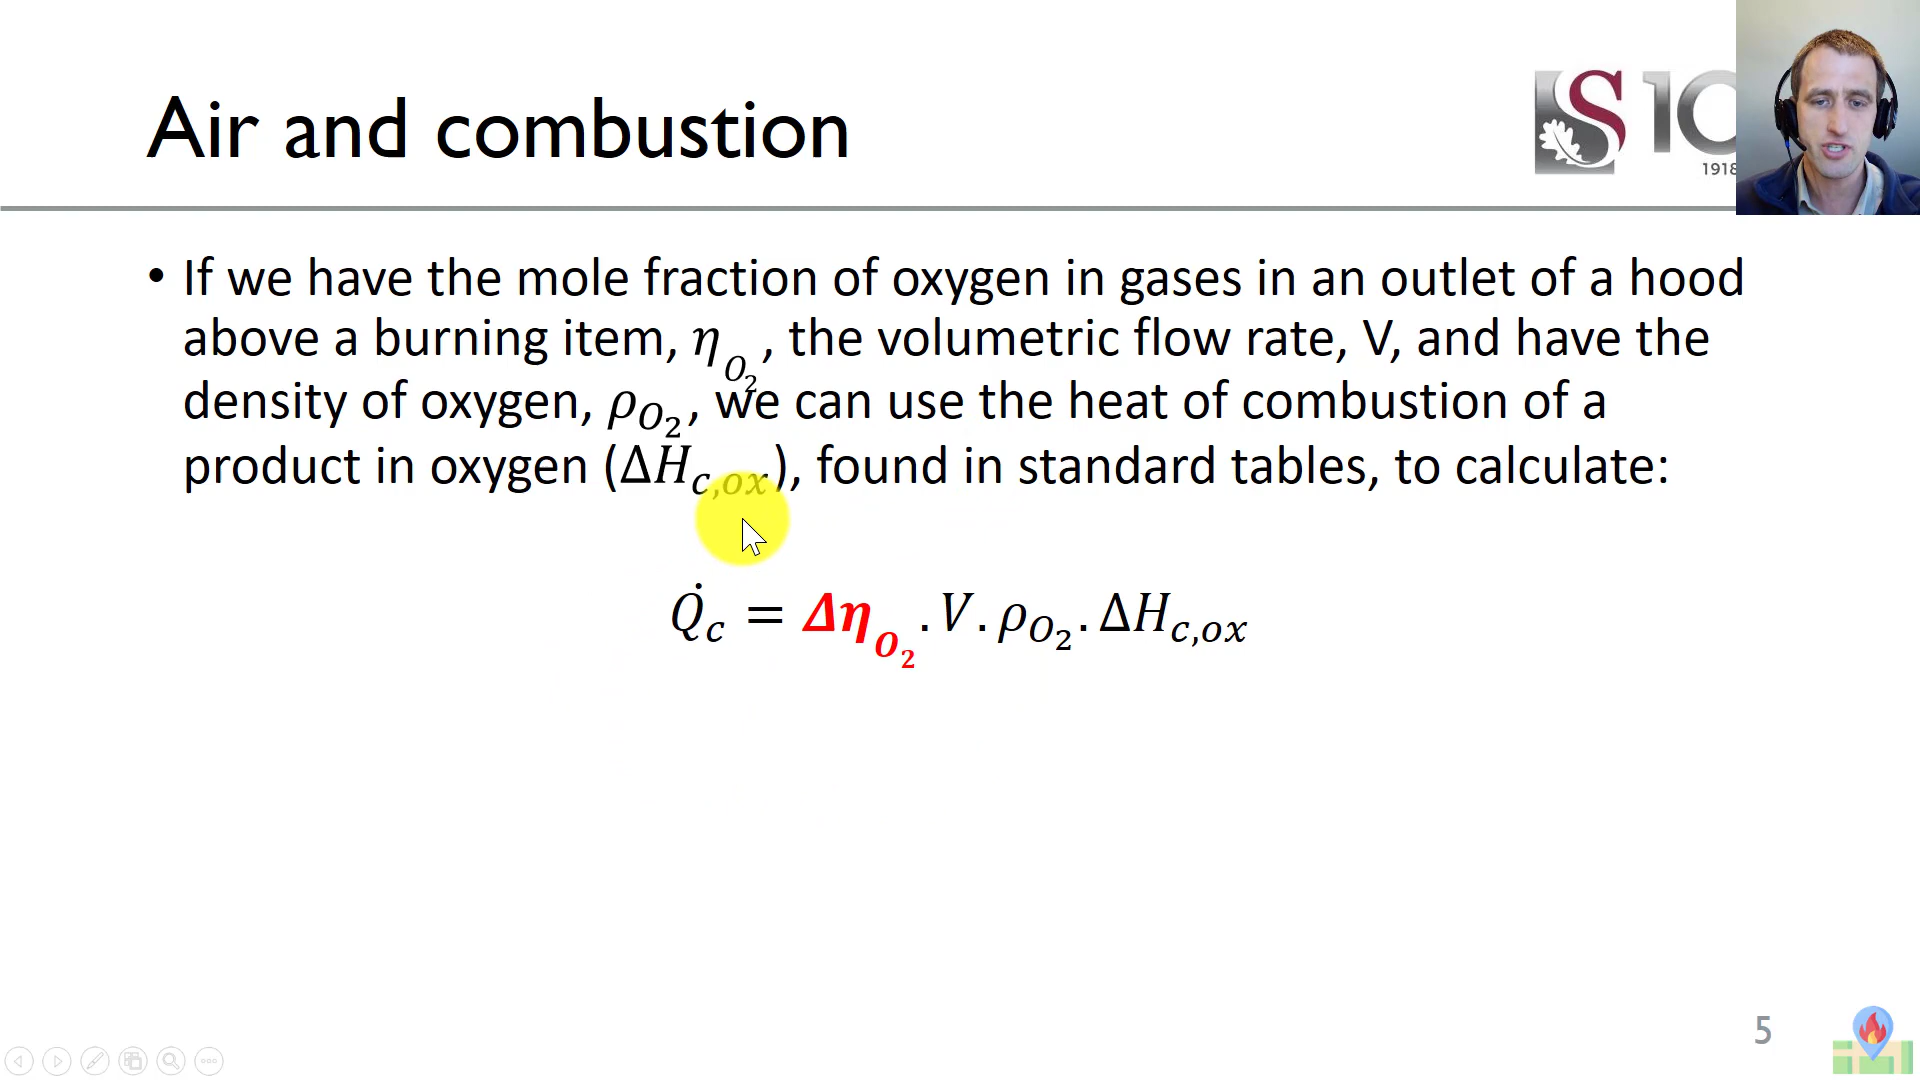 Air and combustion
S 10
1918
• If we have the mole fraction of oxygen in gases in an outlet of a hood
above a burning item, η_O₂, the volumetric flow rate, V, and have the
density of oxygen, ρ_O₂, we can use the heat of combustion of a
product in oxygen (ΔH_c,ox), found in standard tables, to calculate:
Q̇_c = Δη_O₂ . V . ρ_O₂ . ΔH_c,ox
5